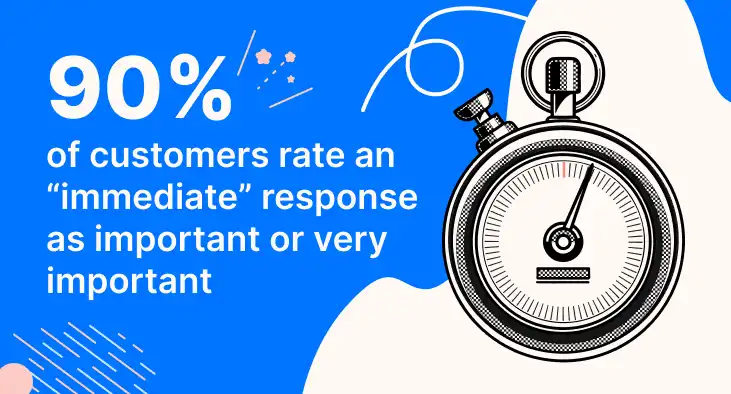 90%
of customers rate an
“immediate” response
as important or very
important